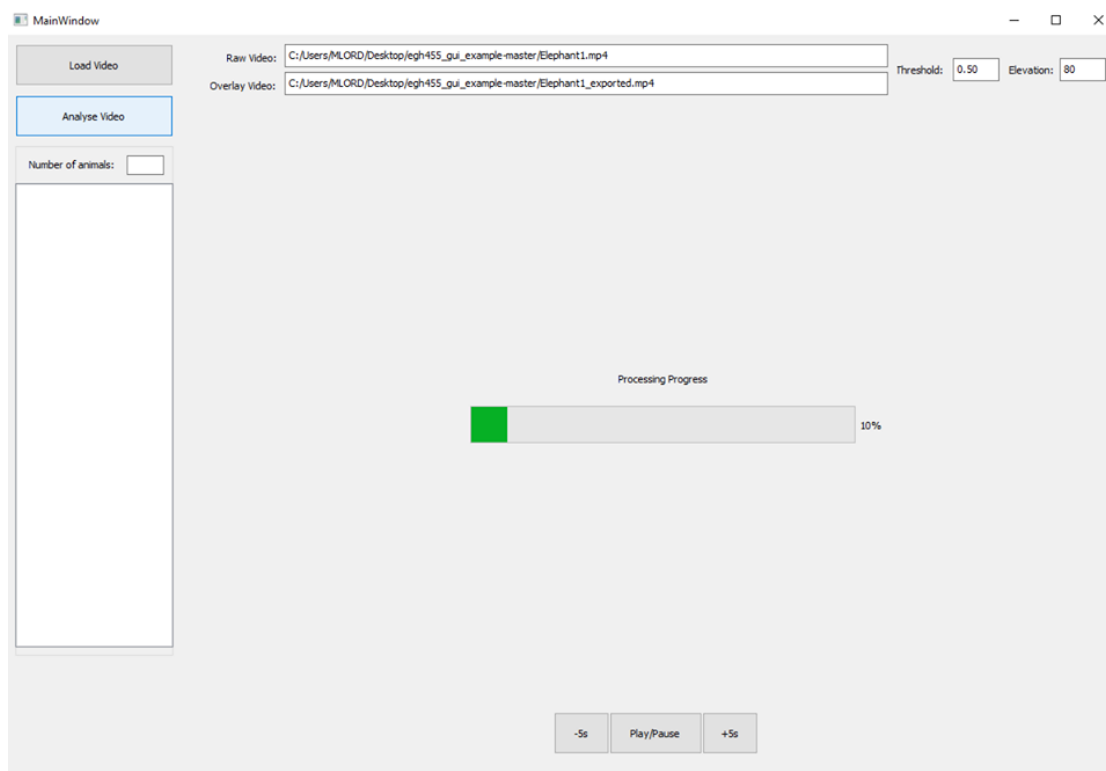 MainWindow
Load Video
Raw Video: C:/Users/MLORD/Desktop/egh455_gui_example-master/Elephant1.mp4
Threshold: 0.50 Elevation: 80
Overlay Video: C:/Users/MLORD/Desktop/egh455_gui_example-master/Elephant1_exported.mp4
Analyse Video
Number of animals:
Processing Progress
10%
-5s Play/Pause +5s